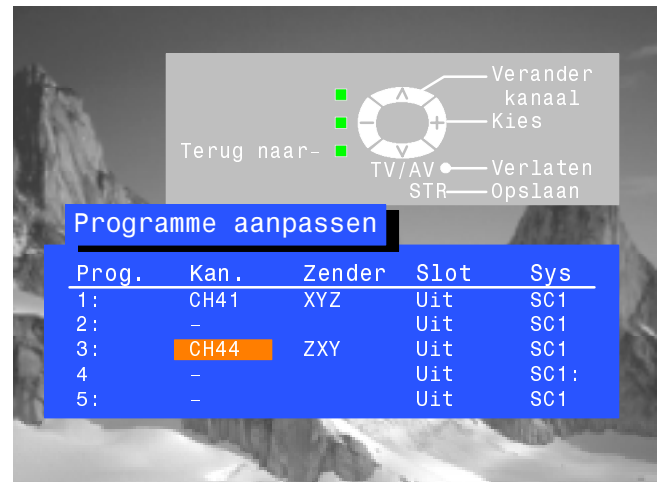 Verander
kanaal
Kies
Terug naar–
TV/AV Verlaten
STR Opslaan
Programme aanpassen
Prog. Kan. Zender Slot Sys
1: CH41 XYZ Uit SC1
2: – Uit SC1
3: CH44 ZXY Uit SC1
4 – Uit SC1:
5: – Uit SC1